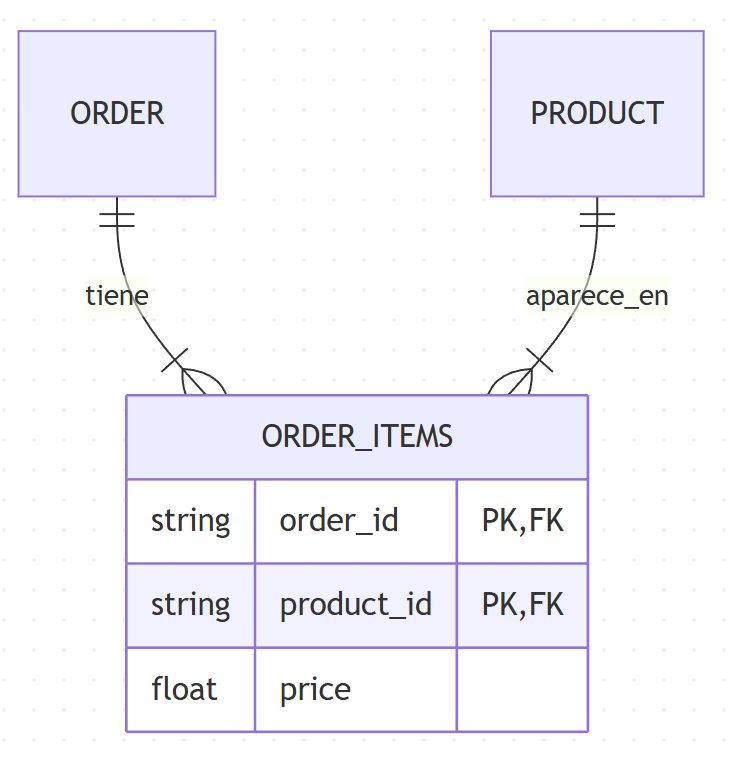 ORDER
PRODUCT
tiene
aparece_en
ORDER_ITEMS
string order_id PK,FK
string product_id PK,FK
float price